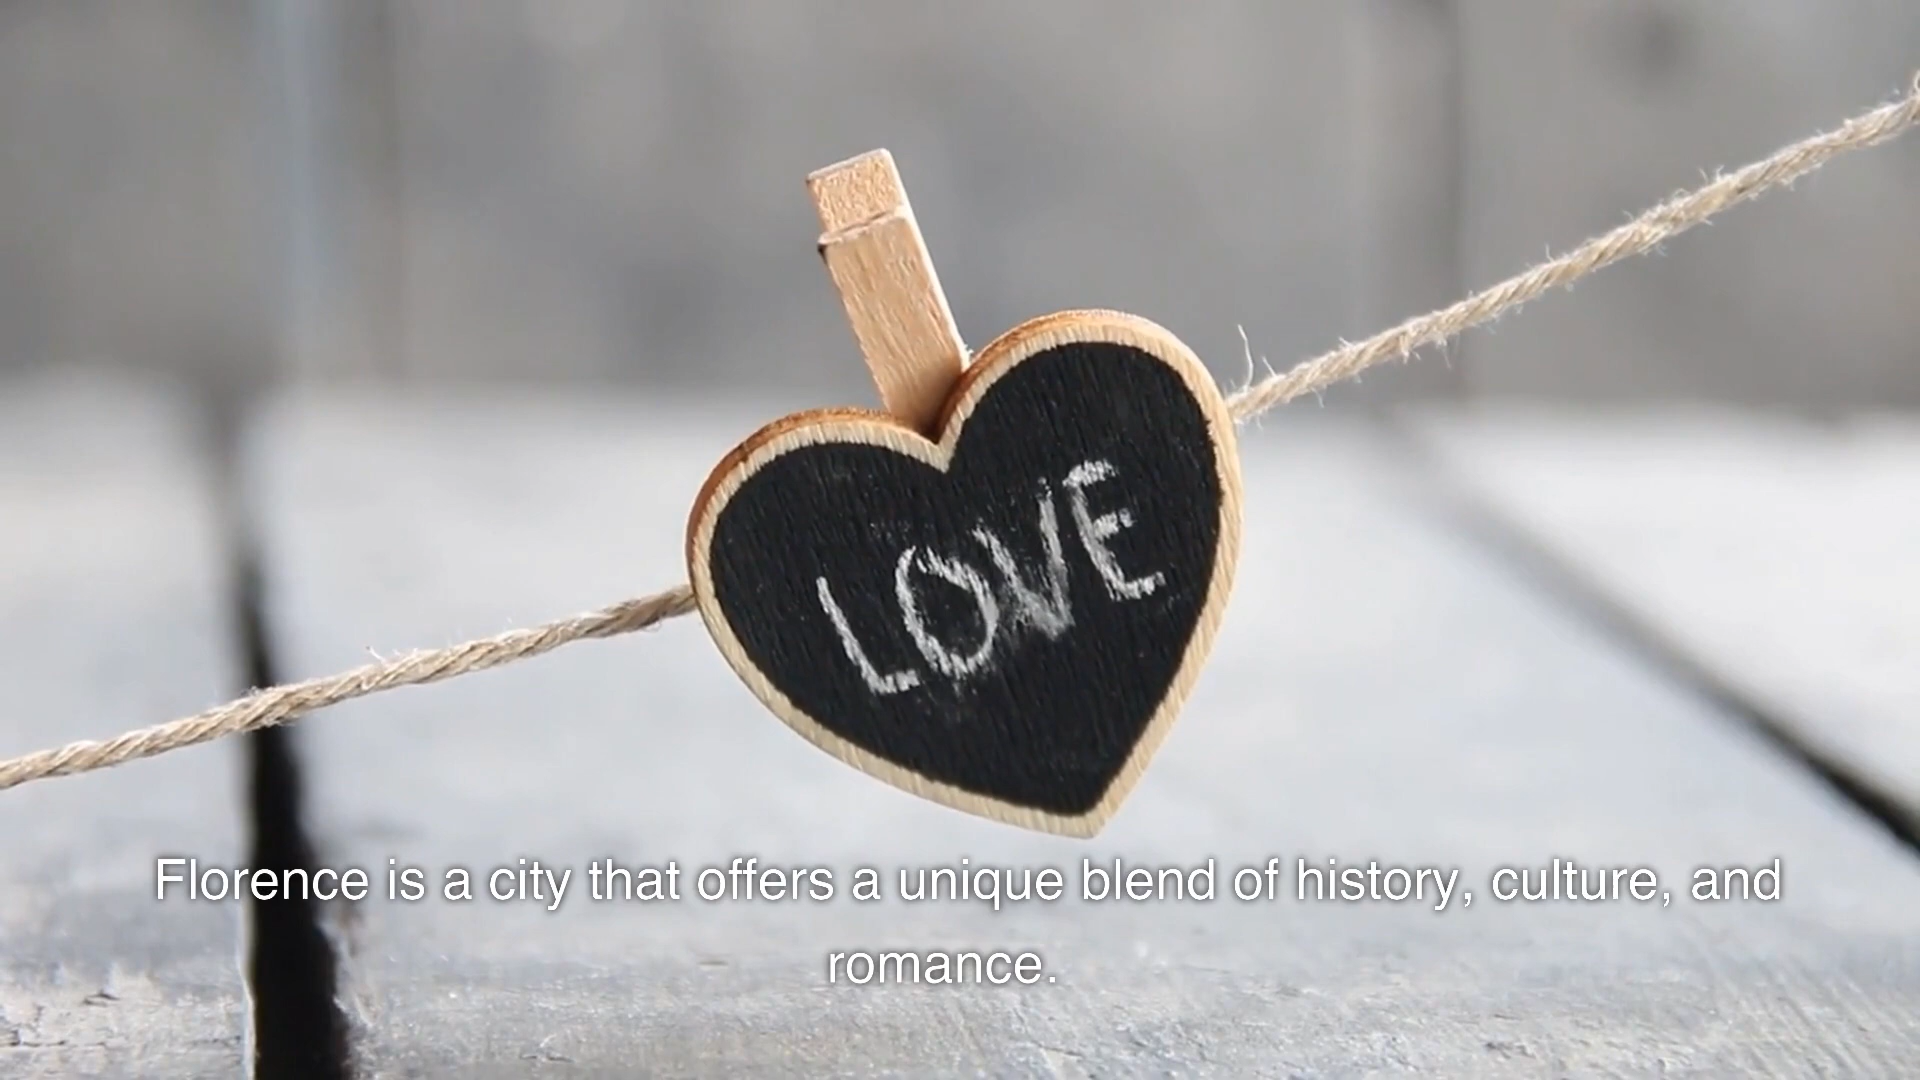 LOVE
Florence is a city that offers a unique blend of history, culture, and
romance.